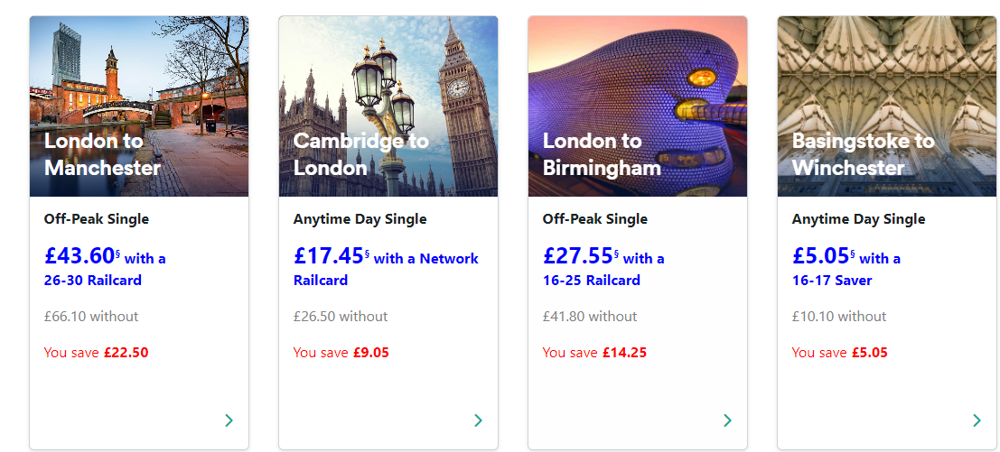 London to
Manchester
Off-Peak Single
£43.60§ with a
26-30 Railcard
£66.10 without
You save £22.50
Cambridge to
London
Anytime Day Single
£17.45§ with a Network
Railcard
£26.50 without
You save £9.05
London to
Birmingham
Off-Peak Single
£27.55§ with a
16-25 Railcard
£41.80 without
You save £14.25
Basingstoke to
Winchester
Anytime Day Single
£5.05§ with a
16-17 Saver
£10.10 without
You save £5.05